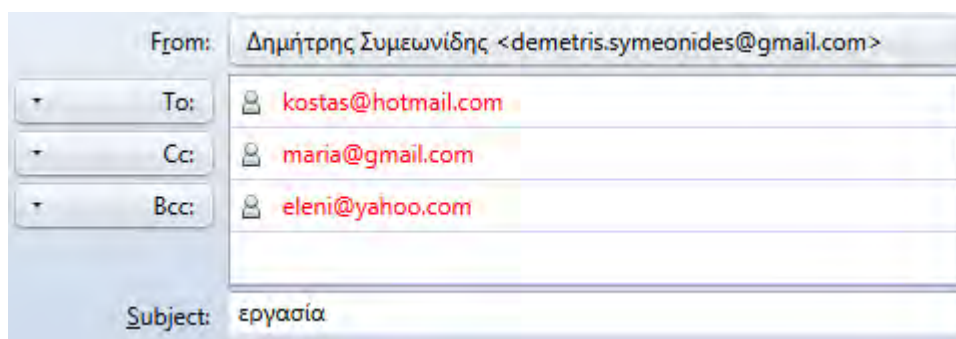 From: Δημήτρης Συμεωνίδης <demetris.symeonides@gmail.com>
To: kostas@hotmail.com
Cc: maria@gmail.com
Bcc: eleni@yahoo.com
Subject: εργασία